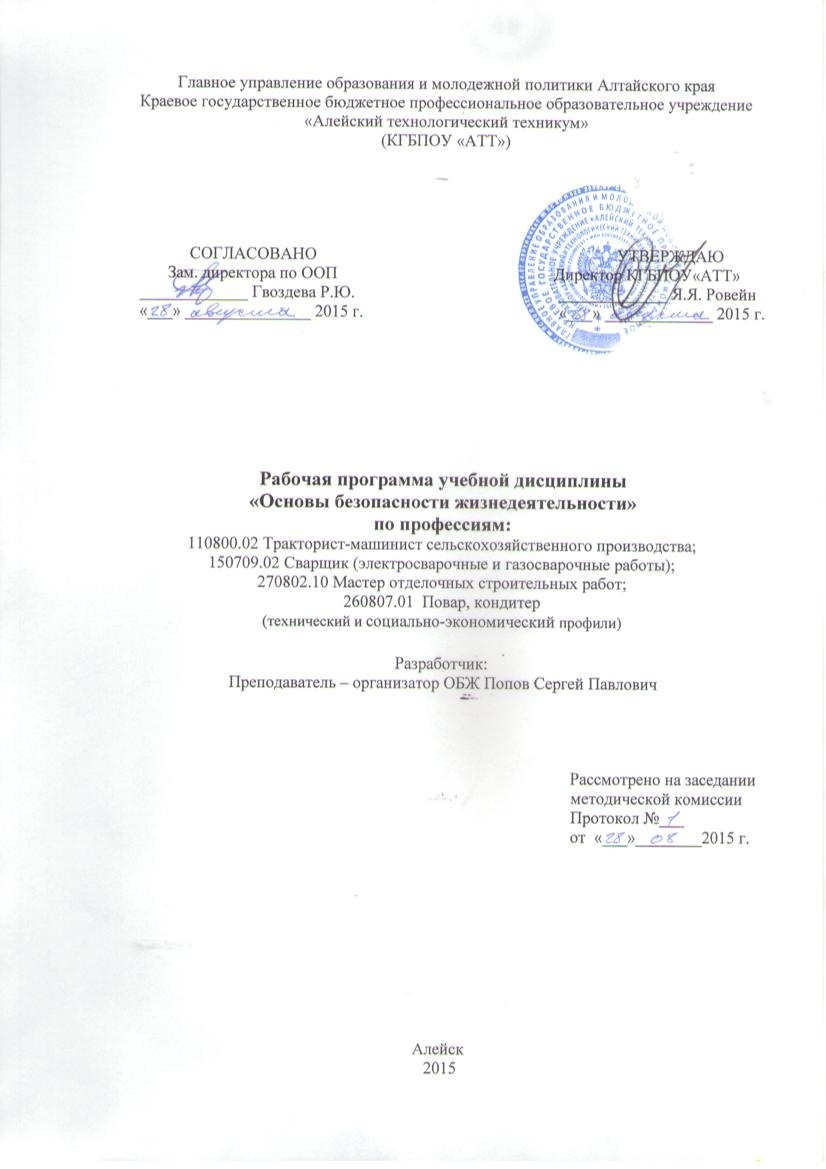 Главное управление образования и молодежной политики Алтайского края
Краевое государственное бюджетное профессиональное образовательное учреждение
«Алейский технологический техникум»
(КГБПОУ «АТТ»)
СОГЛАСОВАНО
Зам. директора по ООП
Гвоздева Р.Ю.
«28» августа 2015 г.
УТВЕРЖДАЮ
Директор КГБПОУ«АТТ»
Я.Я. Ровейн
«28» августа 2015 г.
Рабочая программа учебной дисциплины
«Основы безопасности жизнедеятельности»
по профессиям:
110800.02 Тракторист-машинист сельскохозяйственного производства;
150709.02 Сварщик (электросварочные и газосварочные работы);
270802.10 Мастер отделочных строительных работ;
260807.01 Повар, кондитер
(технический и социально-экономический профили)
Разработчик:
Преподаватель – организатор ОБЖ Попов Сергей Павлович
Рассмотрено на заседании
методической комиссии
Протокол № 1
от «28» 08 2015 г.
Алейск
2015